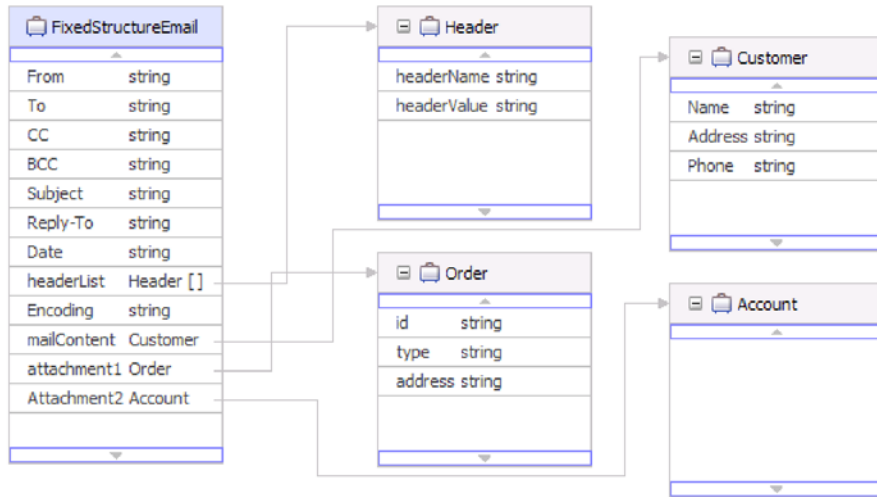 FixedStructureEmail
From string
To string
CC string
BCC string
Subject string
Reply-To string
Date string
headerList Header [ ]
Encoding string
mailContent Customer
attachment1 Order
Attachment2 Account
Header
headerName string
headerValue string
Order
id string
type string
address string
Customer
Name string
Address string
Phone string
Account